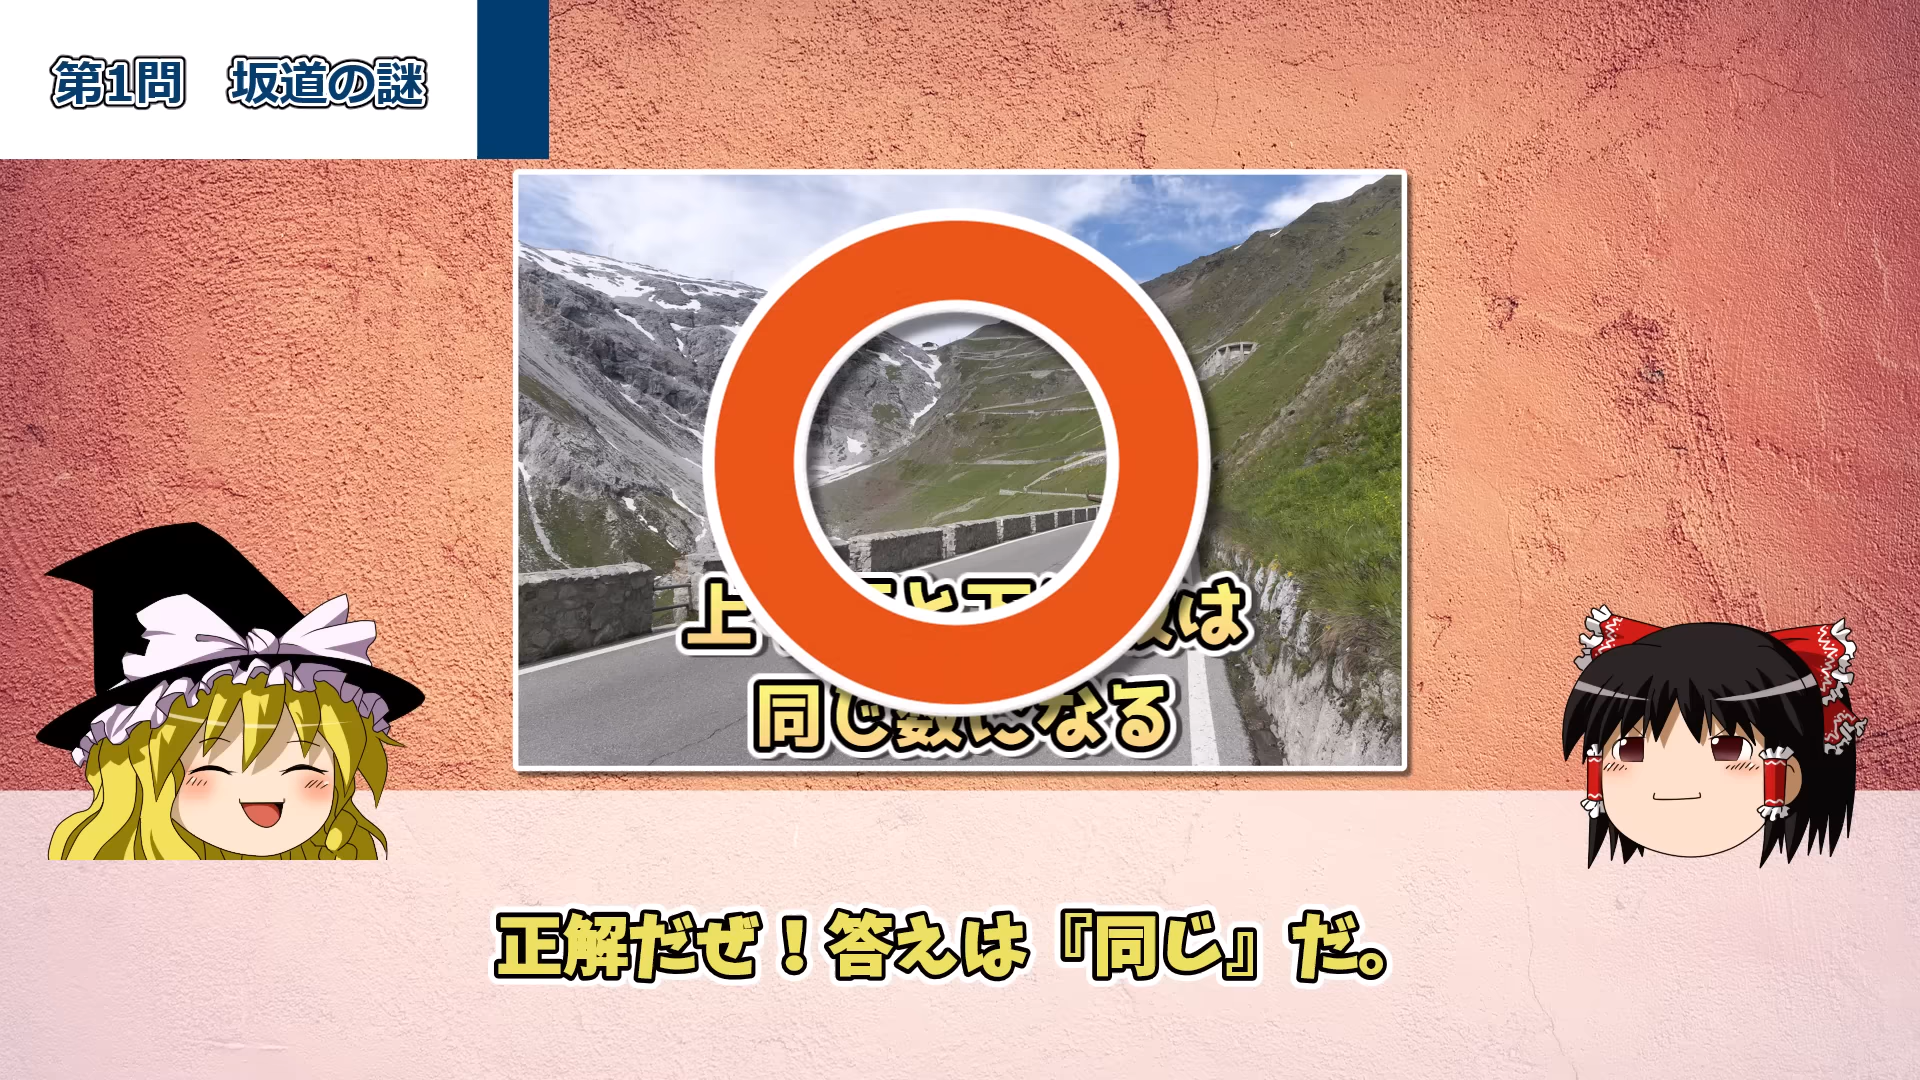 第1問 坂道の謎
上 と は
同じ数になる
正解だぜ！答えは『同じ』だ。